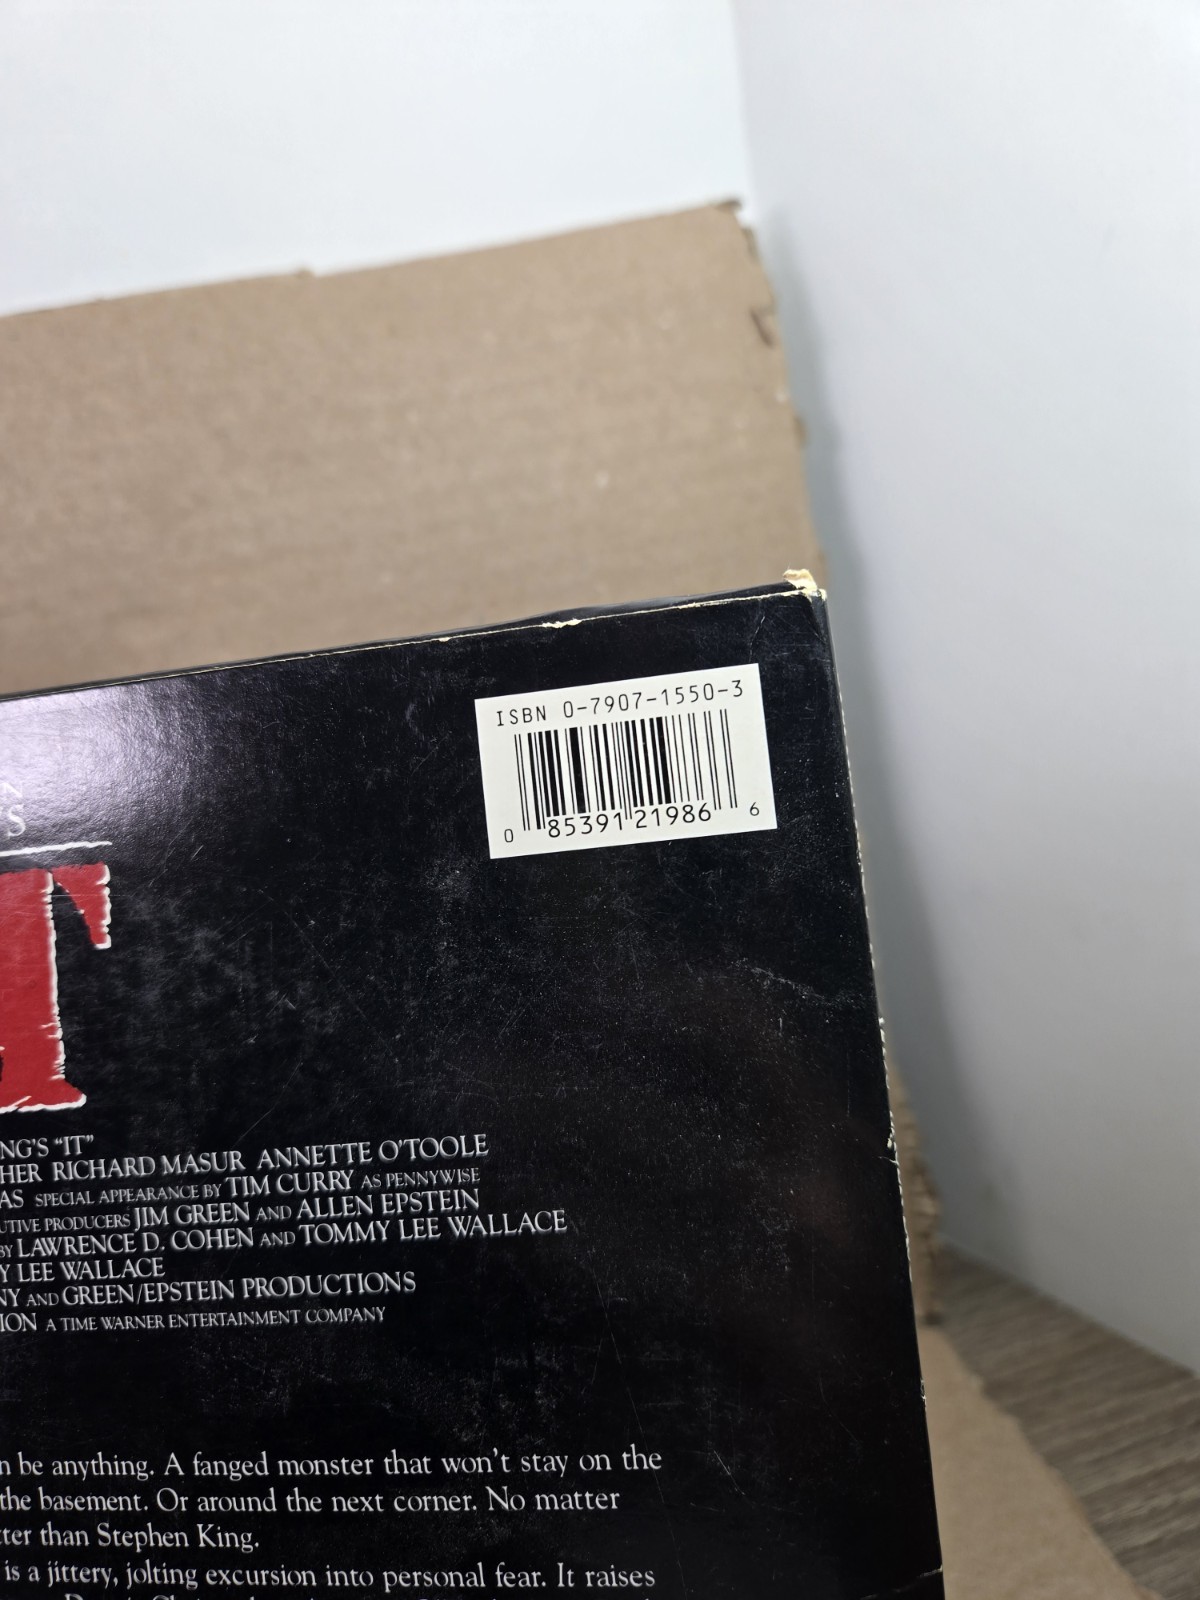 ISBN 0-7907-1550-3
0 85391 21986 6
N
S
T
NG'S "IT"
HER RICHARD MASUR ANNETTE O'TOOLE
AS SPECIAL APPEARANCE BY TIM CURRY AS PENNYWISE
UTIVE PRODUCERS JIM GREEN AND ALLEN EPSTEIN
BY LAWRENCE D. COHEN AND TOMMY LEE WALLACE
Y LEE WALLACE
NY AND GREEN/EPSTEIN PRODUCTIONS
ION A TIME WARNER ENTERTAINMENT COMPANY
n be anything. A fanged monster that won't stay on the
the basement. Or around the next corner. No matter
tter than Stephen King.
is a jittery, jolting excursion into personal fear. It raises